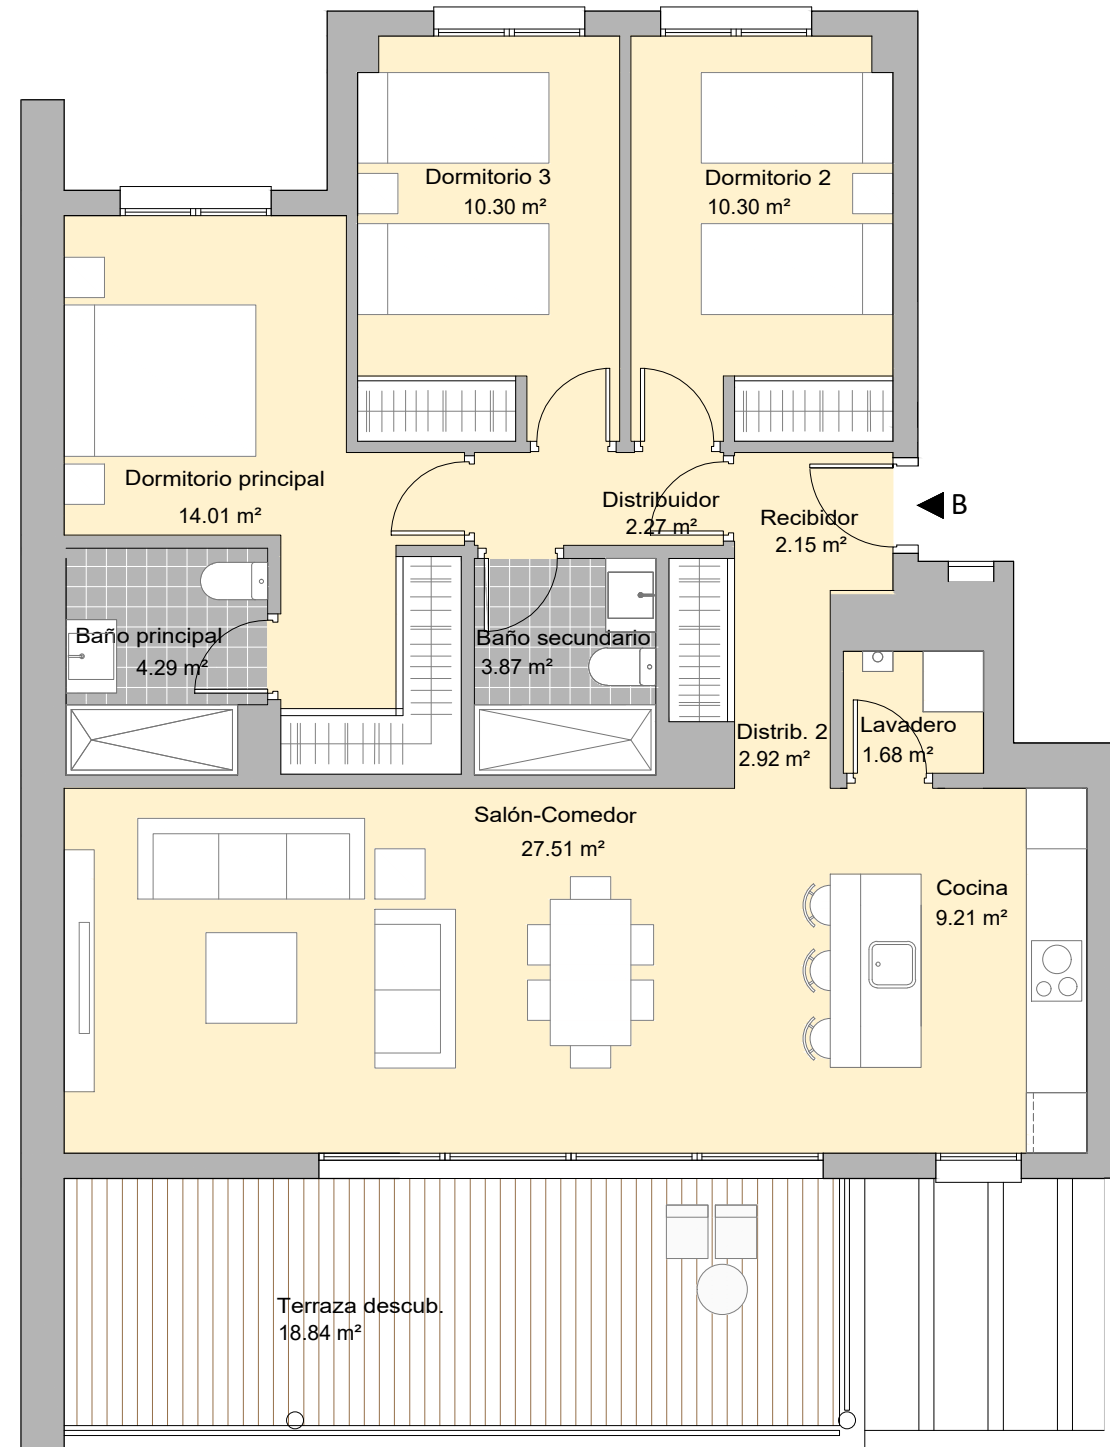 Dormitorio 3
10.30 m²
Dormitorio 2
10.30 m²
Dormitorio principal
14.01 m²
Distribuidor
2.27 m²
Recibidor
2.15 m²
B
Baño principal
4.29 m²
Baño secundario
3.87 m²
Distrib. 2
2.92 m²
Lavadero
1.68 m²
Salón-Comedor
27.51 m²
Cocina
9.21 m²
Terraza descub.
18.84 m²